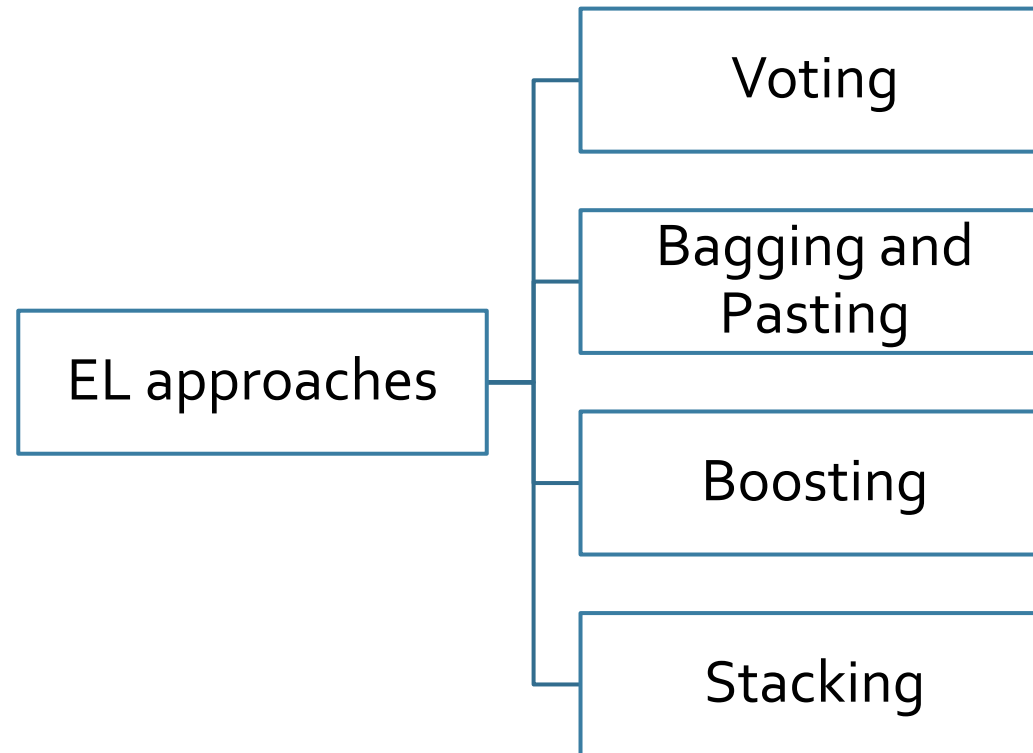 EL approaches
Voting
Bagging and
Pasting
Boosting
Stacking